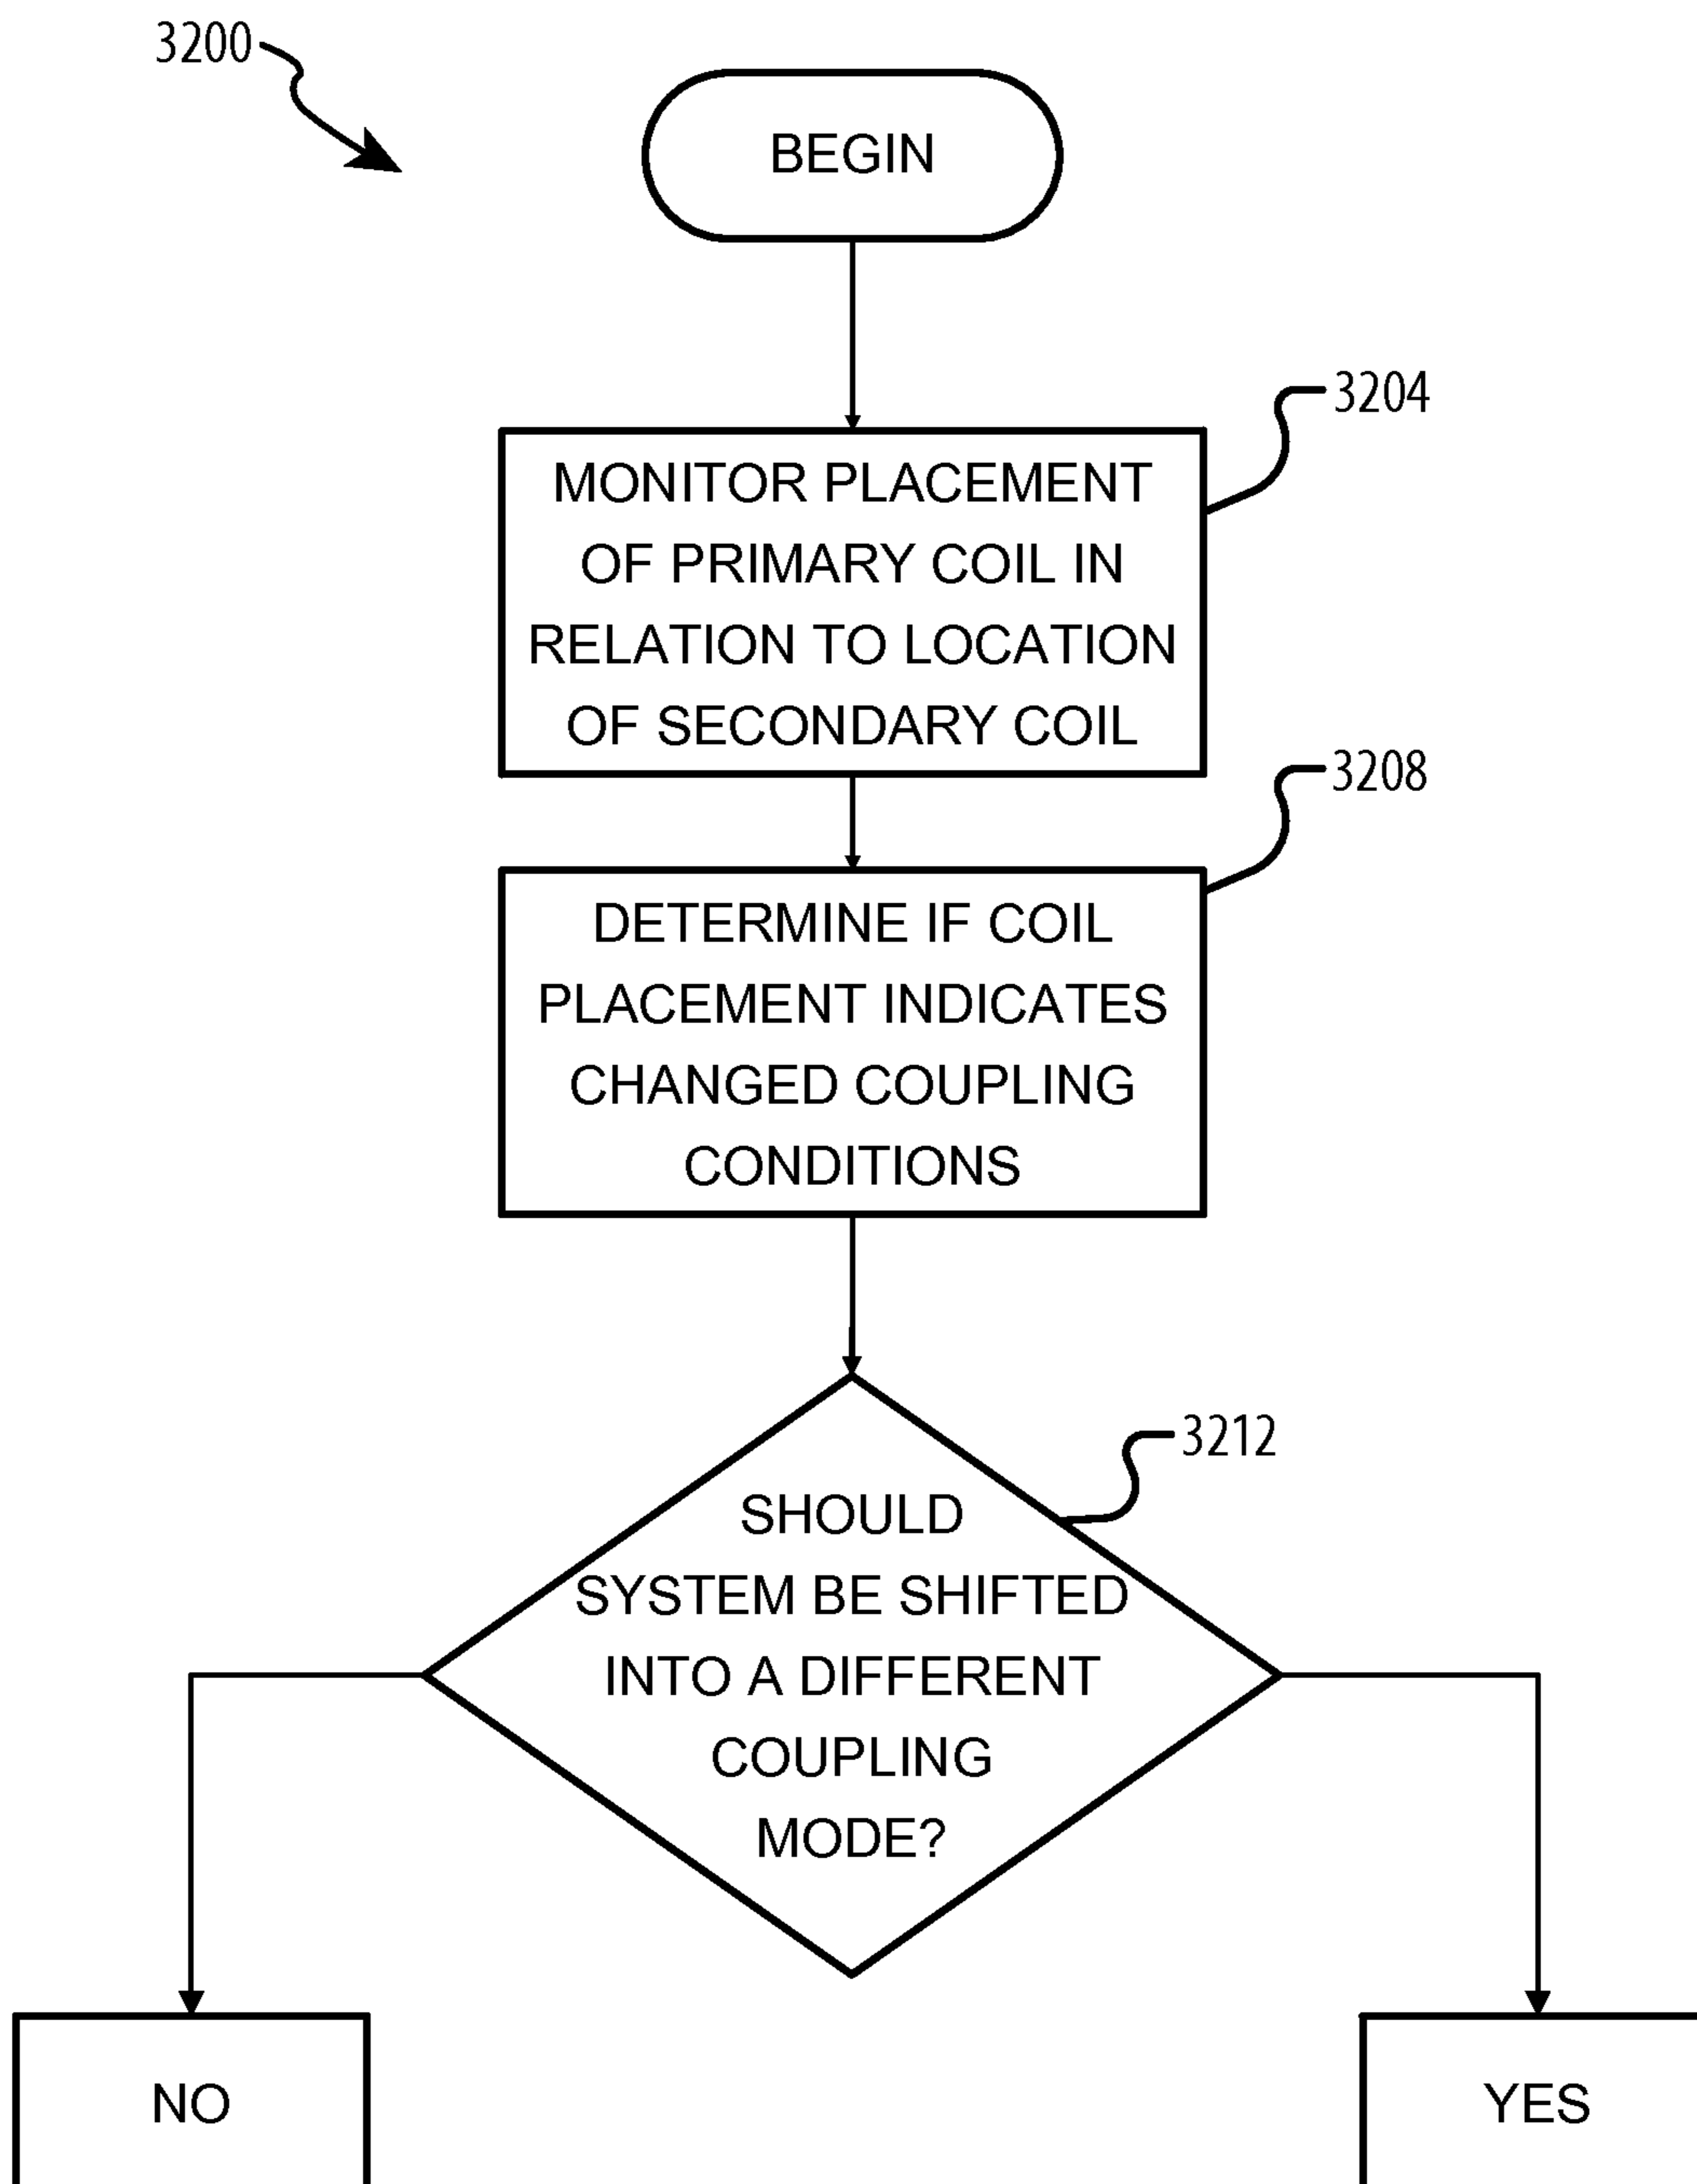 3200
BEGIN
3204
MONITOR PLACEMENT
OF PRIMARY COIL IN
RELATION TO LOCATION
OF SECONDARY COIL
3208
DETERMINE IF COIL
PLACEMENT INDICATES
CHANGED COUPLING
CONDITIONS
3212
SHOULD
SYSTEM BE SHIFTED
INTO A DIFFERENT
COUPLING
MODE?
NO
YES